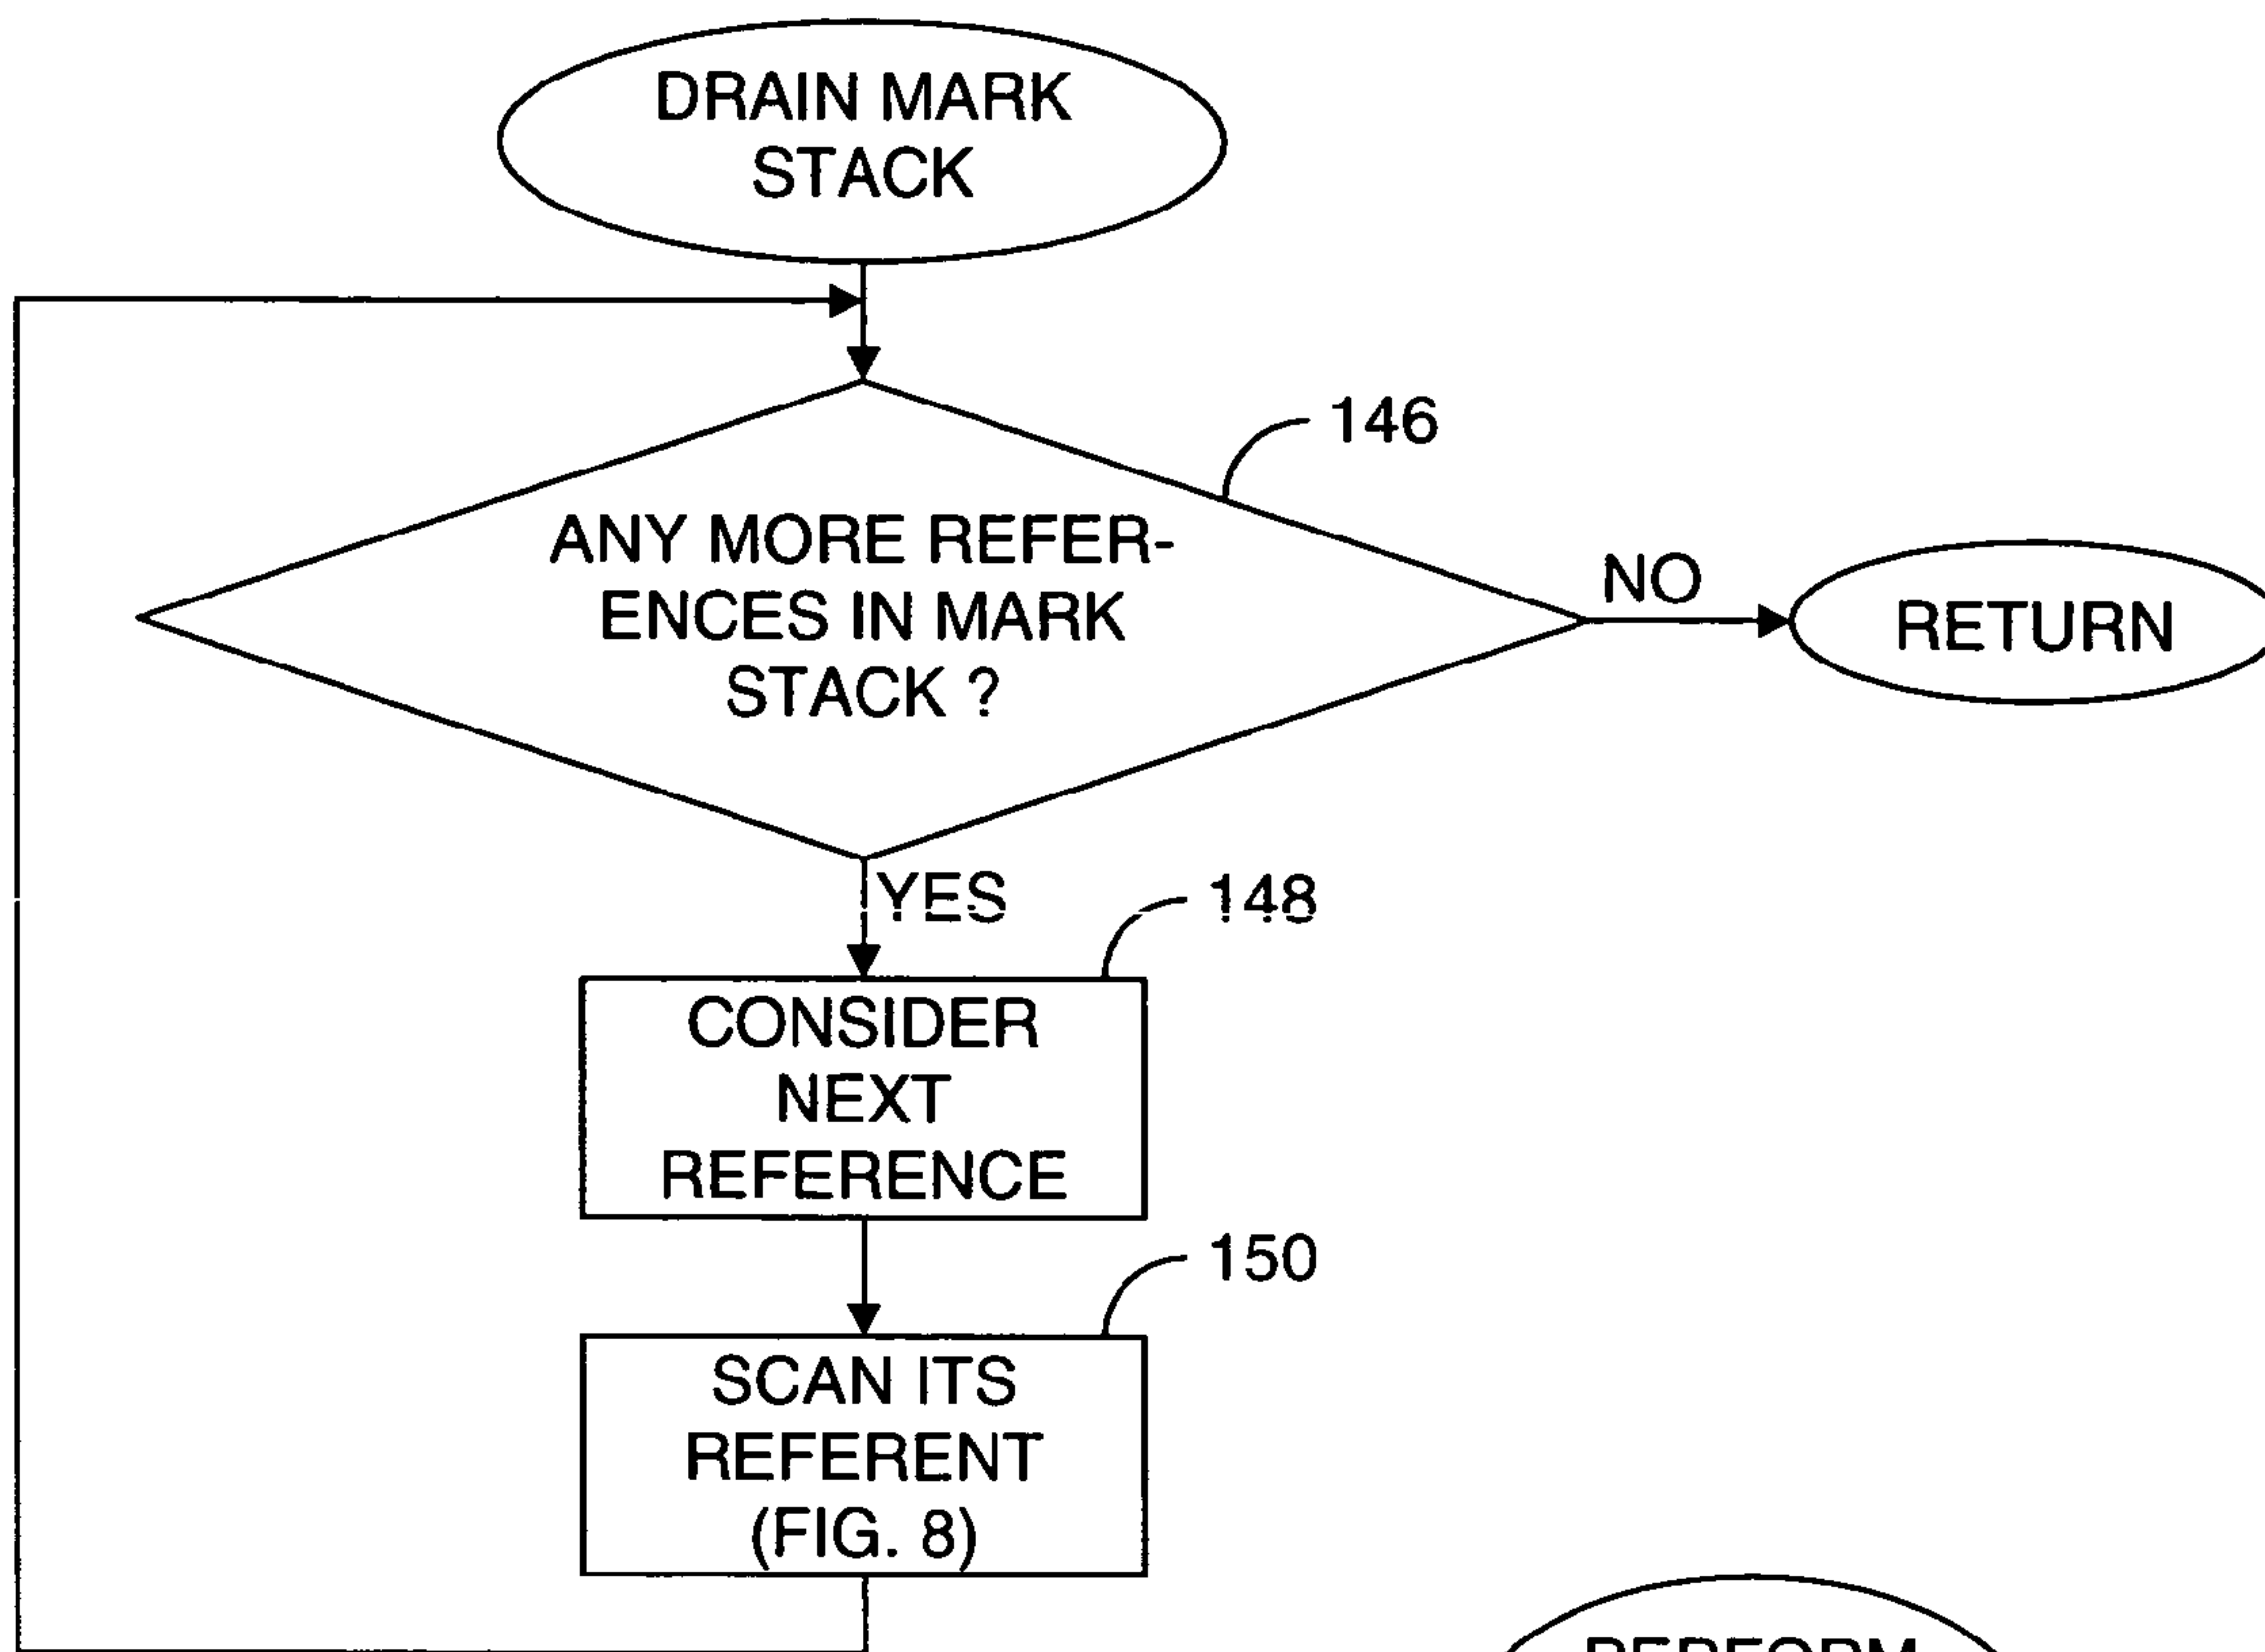 DRAIN MARK
STACK
146
ANY MORE REFER-
ENCES IN MARK
STACK ?
NO
RETURN
YES
148
CONSIDER
NEXT
REFERENCE
150
SCAN ITS
REFERENT
(FIG. 8)
PERFORM